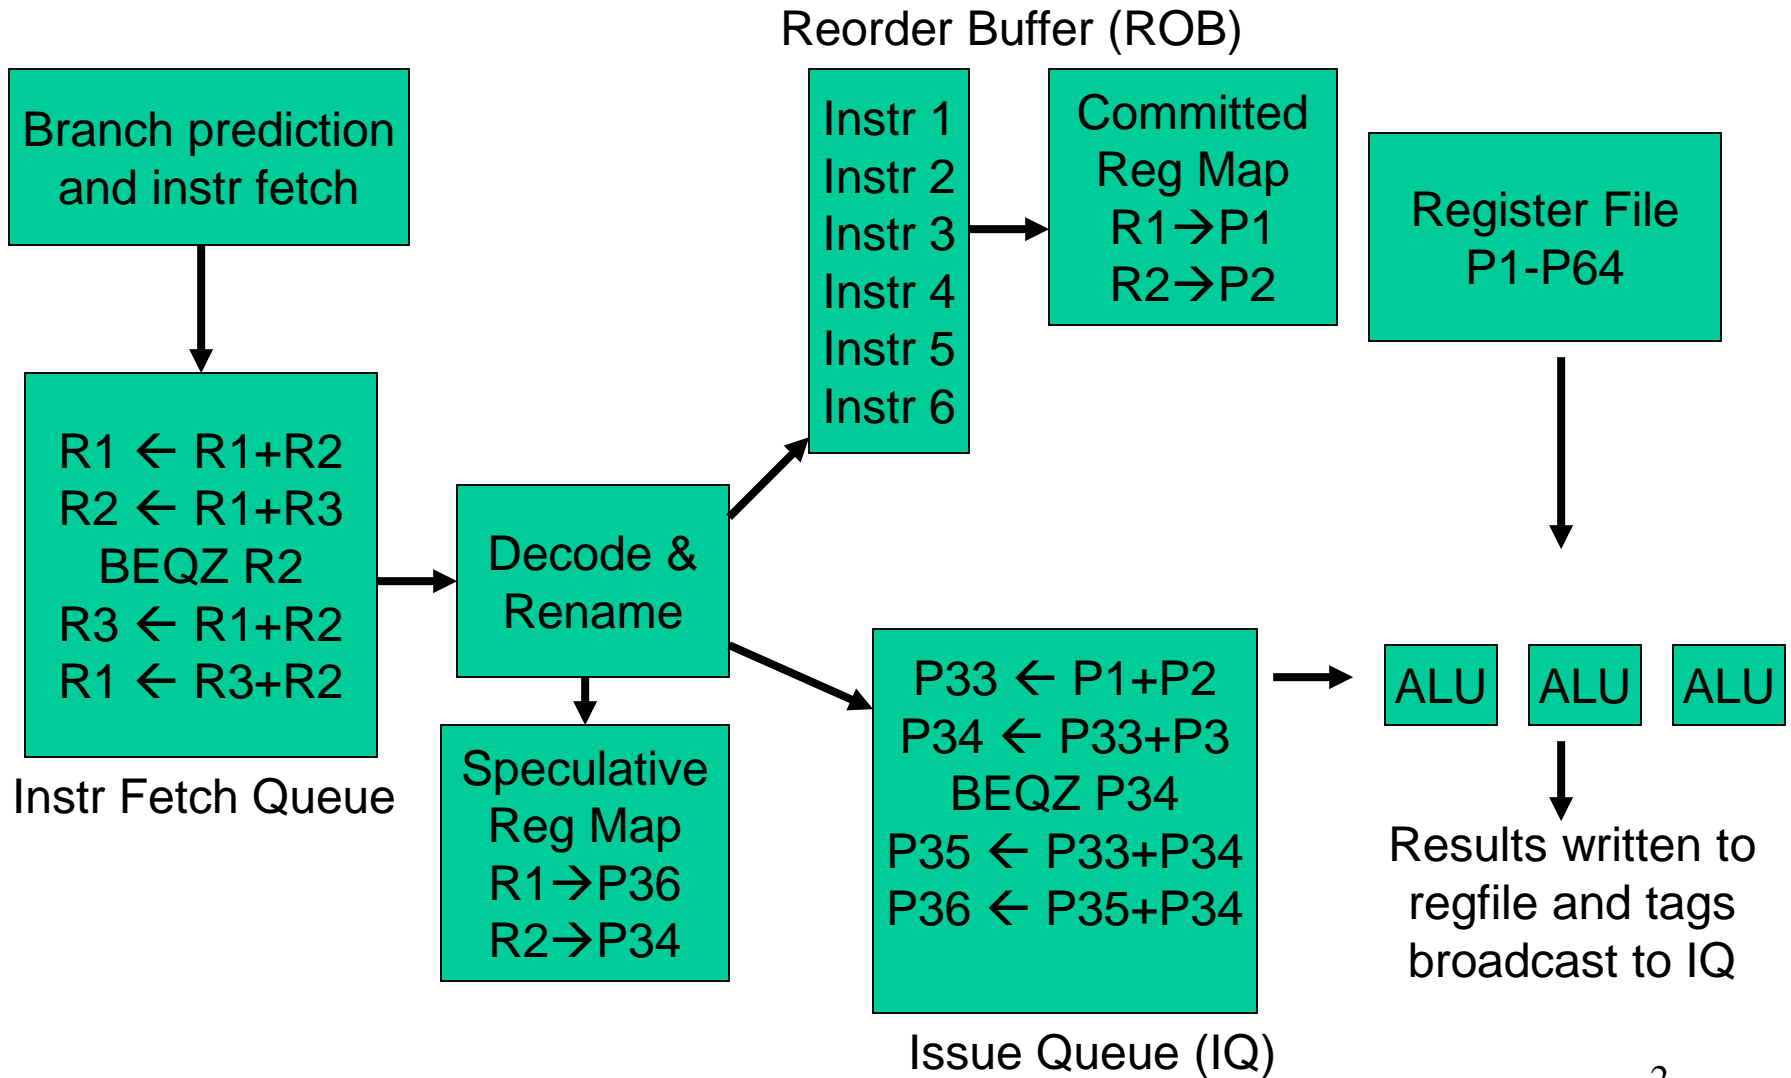 Reorder Buffer (ROB)
Branch prediction
and instr fetch
Instr 1
Instr 2
Instr 3
Instr 4
Instr 5
Instr 6
Committed
Reg Map
R1→P1
R2→P2
Register File
P1-P64
R1 ← R1+R2
R2 ← R1+R3
BEQZ R2
R3 ← R1+R2
R1 ← R3+R2
Instr Fetch Queue
Decode &
Rename
Speculative
Reg Map
R1→P36
R2→P34
P33 ← P1+P2
P34 ← P33+P3
BEQZ P34
P35 ← P33+P34
P36 ← P35+P34
Issue Queue (IQ)
ALU ALU ALU
Results written to
regfile and tags
broadcast to IQ